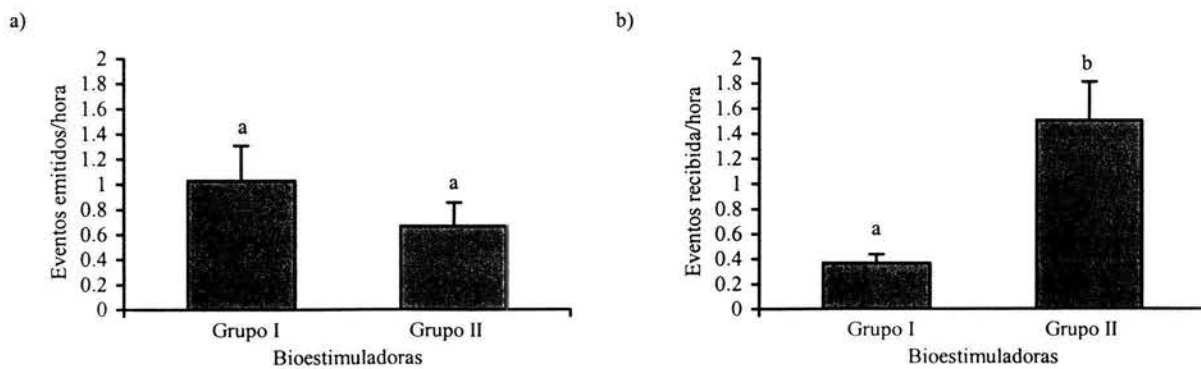 a)
Eventos emitidos/hora
2
1.8
1.6
1.4
1.2
1
0.8
0.6
0.4
0.2
0
a
a
Grupo I
Grupo II
Bioestimuladoras
b)
Eventos recibida/hora
2
1.8
1.6
1.4
1.2
1
0.8
0.6
0.4
0.2
0
a
b
Grupo I
Grupo II
Bioestimuladoras